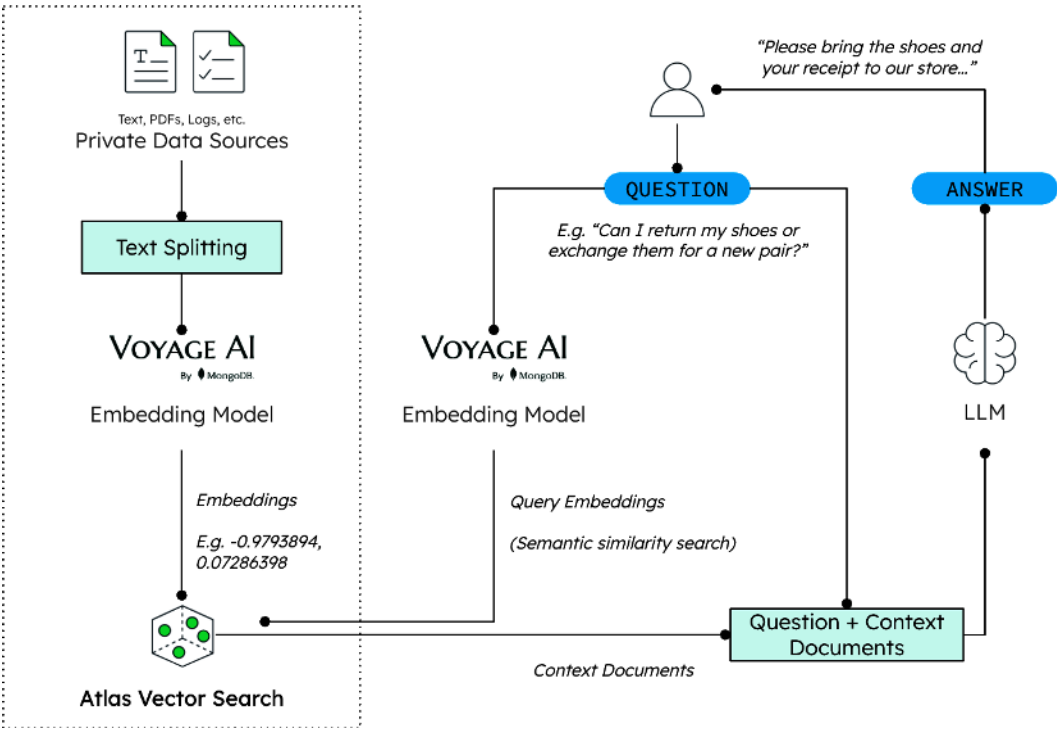 T
Text, PDFs, Logs, etc.
Private Data Sources
Text Splitting
VOYAGE AI
By MongoDB.
Embedding Model
Embeddings
E.g. -0.9793894,
0.07286398
Atlas Vector Search
“Please bring the shoes and
your receipt to our store...”
QUESTION
E.g. “Can I return my shoes or
exchange them for a new pair?”
VOYAGE AI
By MongoDB.
Embedding Model
Query Embeddings
(Semantic similarity search)
Context Documents
Question + Context
Documents
LLM
ANSWER